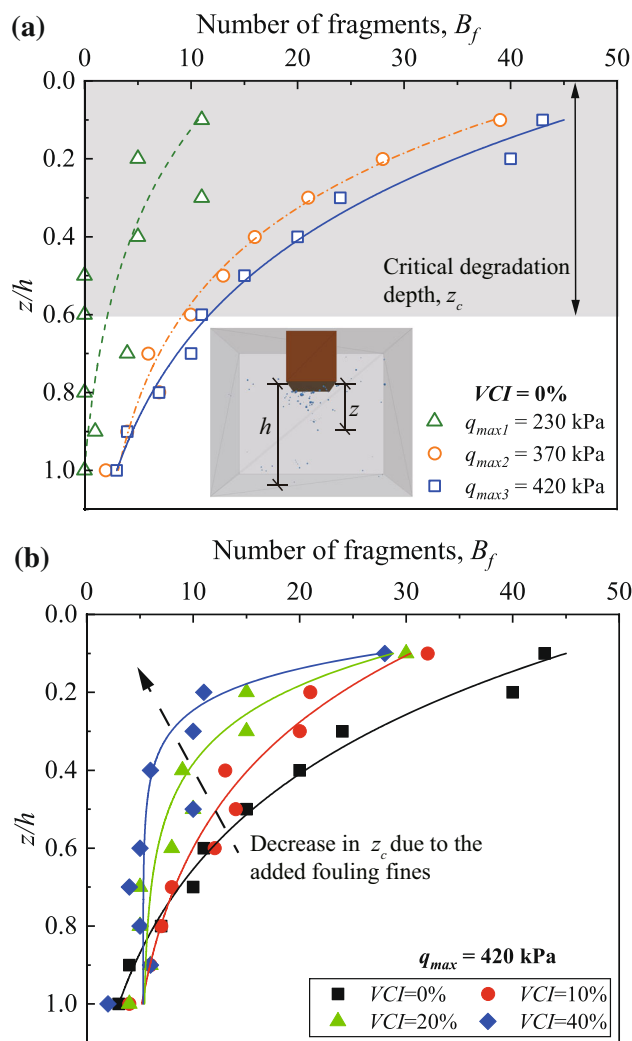 (a)
Number of fragments, B_f
0 10 20 30 40 50
0.0
0.2
0.4
0.6
0.8
1.0
z/h
Critical degradation
depth, z_c
h
z
VCI = 0%
q_max1 = 230 kPa
q_max2 = 370 kPa
q_max3 = 420 kPa
(b)
Number of fragments, B_f
0 10 20 30 40 50
0.0
0.2
0.4
0.6
0.8
1.0
z/h
Decrease in z_c due to the
added fouling fines
q_max = 420 kPa
VCI=0% VCI=10%
VCI=20% VCI=40%